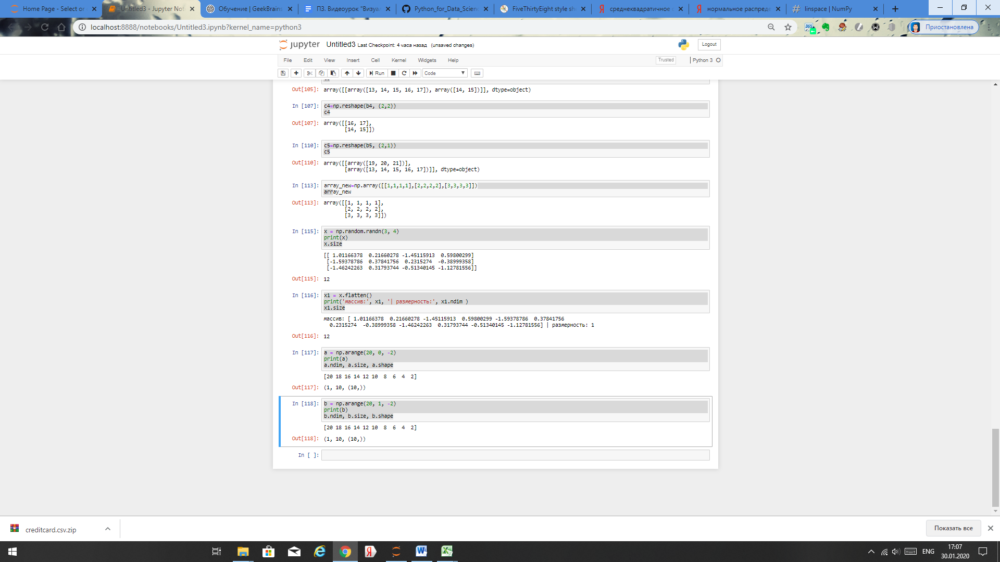 Home Page - Select or
Untitled3 - Jupyter Not
Обучение | GeekBrains
ПЗ. Видеоурок "Визуа
Python_for_Data_Scienc
FiveThirtyEight style sh
Я среднеквадратичное
Я нормальное распреде
linspace | NumPy
localhost:8888/notebooks/Untitled3.ipynb?kernel_name=python3
Приостановлена
jupyter Untitled3 Last Checkpoint: 4 часа назад (unsaved changes)
Logout
File Edit View Insert Cell Kernel Widgets Help
Trusted
Python 3
Run
Code
Out[105]: array([[array([13, 14, 15, 16, 17]), array([14, 15])]], dtype=object)
In [107]: c4=np.reshape(b4, (2,2))
c4
Out[107]: array([[16, 17],
[14, 15]])
In [110]: c5=np.reshape(b5, (2,1))
c5
Out[110]: array([[array([19, 20, 21])],
[array([13, 14, 15, 16, 17])]], dtype=object)
In [113]: array_new=np.array([[1,1,1,1],[2,2,2,2],[3,3,3,3]])
array_new
Out[113]: array([[1, 1, 1, 1],
[2, 2, 2, 2],
[3, 3, 3, 3]])
In [115]: x = np.random.randn(3, 4)
print(x)
x.size
[[ 1.01166378  0.21660278 -1.45115913  0.59800299]
[-1.59378786  0.37841756  0.2315274  -0.38999358]
[-1.46242263  0.31793744 -0.51340145 -1.12781556]]
Out[115]: 12
In [116]: x1 = x.flatten()
print('массив:', x1, '| размерность:', x1.ndim )
x1.size
массив: [ 1.01166378  0.21660278 -1.45115913  0.59800299 -1.59378786  0.37841756
0.2315274  -0.38999358 -1.46242263  0.31793744 -0.51340145 -1.12781556] | размерность: 1
Out[116]: 12
In [117]: a = np.arange(20, 0, -2)
print(a)
a.ndim, a.size, a.shape
[20 18 16 14 12 10  8  6  4  2]
Out[117]: (1, 10, (10,))
In [118]: b = np.arange(20, 1, -2)
print(b)
b.ndim, b.size, b.shape
[20 18 16 14 12 10  8  6  4  2]
Out[118]: (1, 10, (10,))
In [ ]:
creditcard.csv.zip
Показать все
ENG
17:07
30.01.2020